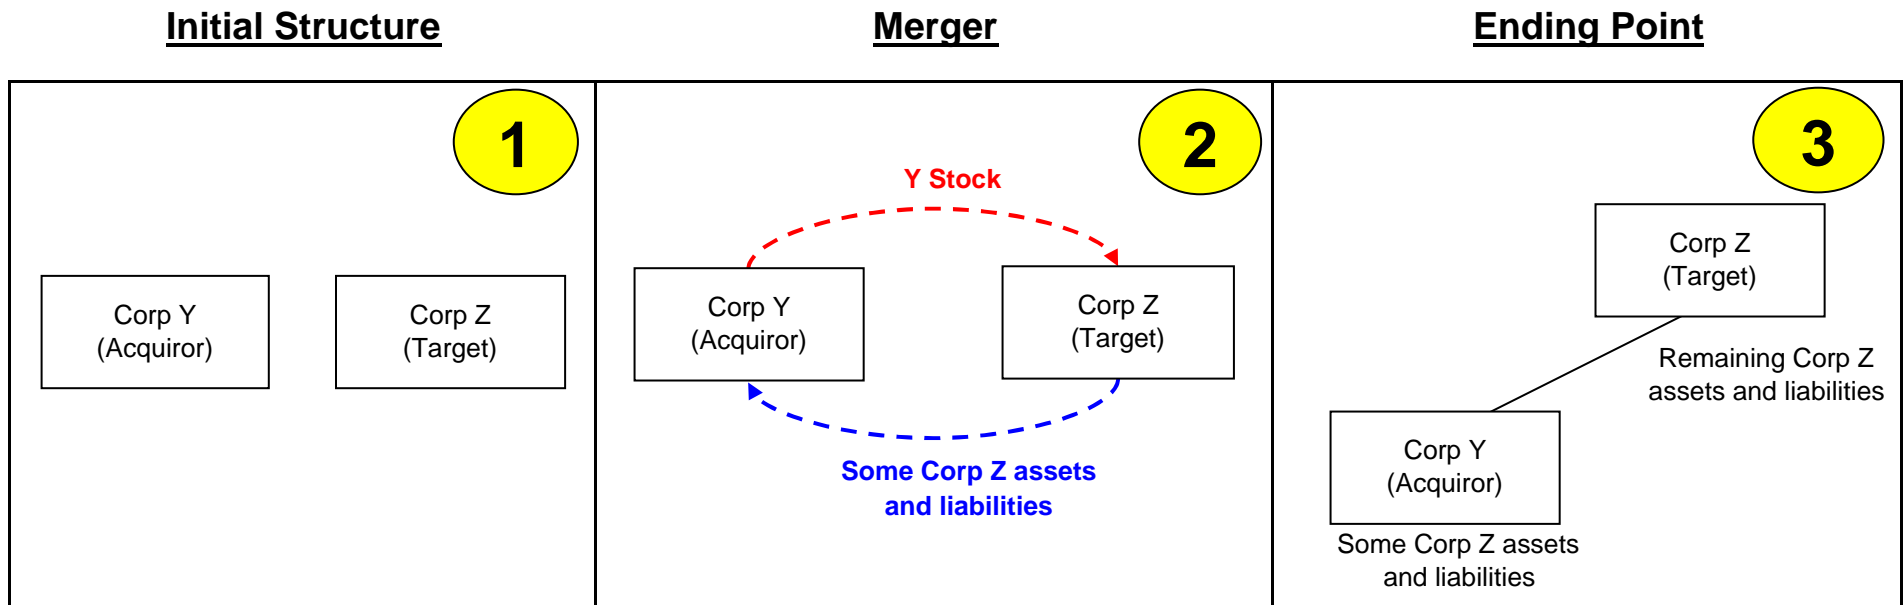 Initial Structure
Merger
Ending Point
1
Corp Y
(Acquiror)
Corp Z
(Target)
2
Y Stock
Corp Y
(Acquiror)
Corp Z
(Target)
Some Corp Z assets
and liabilities
3
Corp Z
(Target)
Remaining Corp Z
assets and liabilities
Corp Y
(Acquiror)
Some Corp Z assets
and liabilities